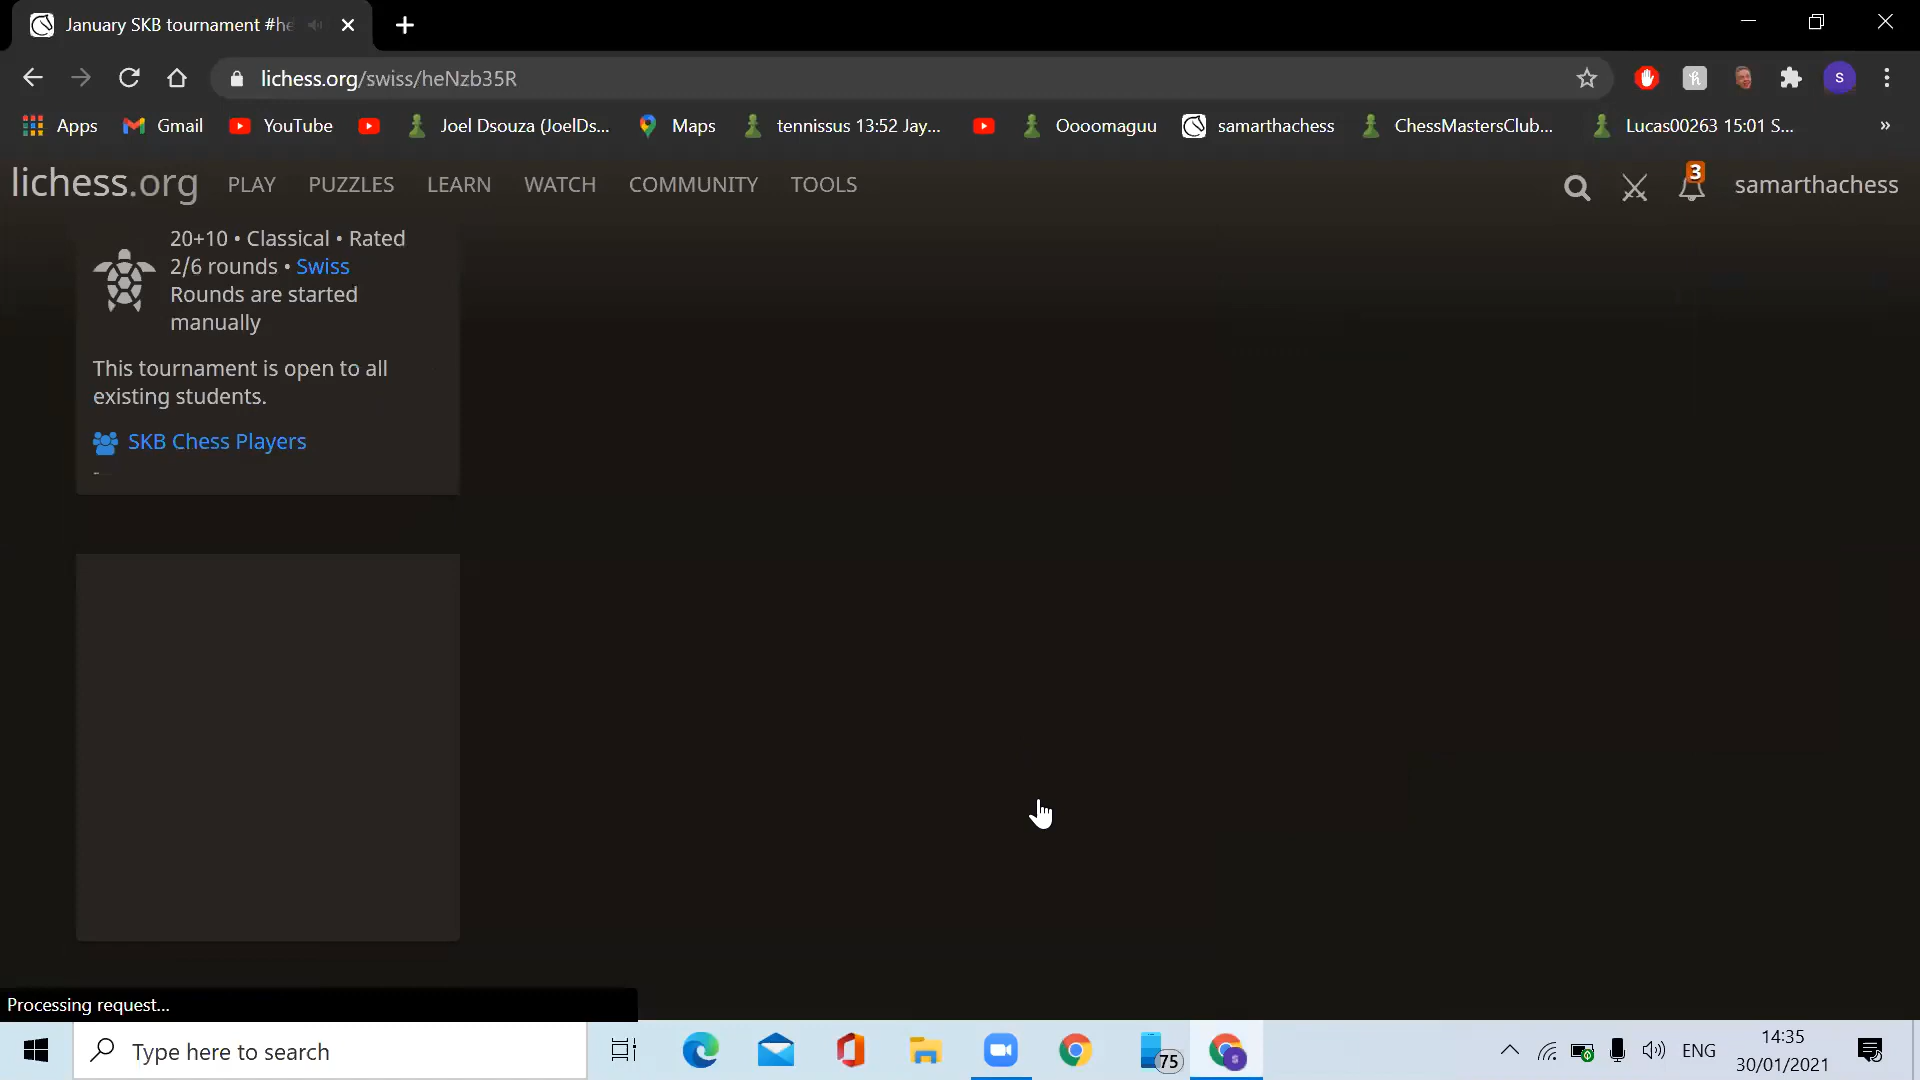 January SKB tournament #he
lichess.org/swiss/heNzb35R
Apps
Gmail
YouTube
Joel Dsouza (JoelDs...
Maps
tennissus 13:52 Jay...
Oooomaguu
samarthachess
ChessMastersClub...
Lucas00263 15:01 S...
»
lichess.org
PLAY
PUZZLES
LEARN
WATCH
COMMUNITY
TOOLS
3
samarthachess
20+10 • Classical • Rated
2/6 rounds • Swiss
Rounds are started
manually
This tournament is open to all
existing students.
SKB Chess Players
Processing request...
Type here to search
75
ENG
14:35
30/01/2021